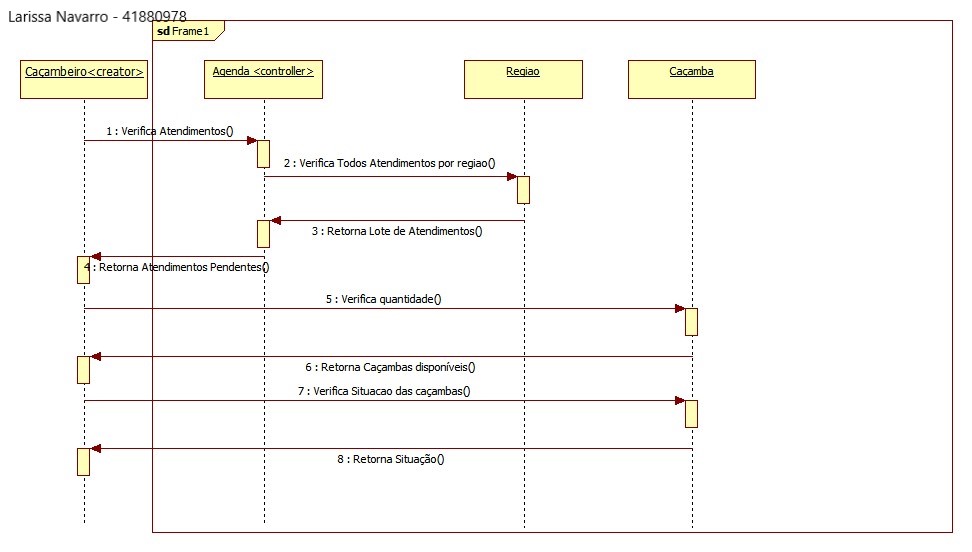 Larissa Navarro - 41880978
sd Frame1
Caçambeiro<creator>
Agenda <controller>
Regiao
Caçamba
1 : Verifica Atendimentos()
2 : Verifica Todos Atendimentos por regiao()
3 : Retorna Lote de Atendimentos()
4 : Retorna Atendimentos Pendentes()
5 : Verifica quantidade()
6 : Retorna Caçambas disponíveis()
7 : Verifica Situacao das caçambas()
8 : Retorna Situação()